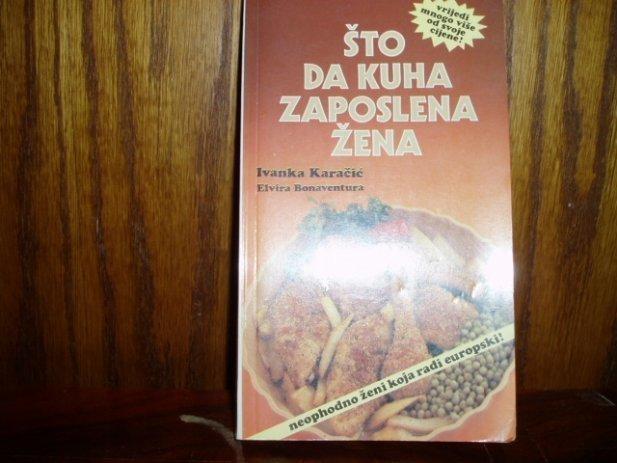 vrijedi
mnogo više
od svoje
cijene!
ŠTO
DA KUHA
ZAPOSLENA
ŽENA
Ivanka Karačić
Elvira Bonaventura
neophodno ženi koja radi europski!